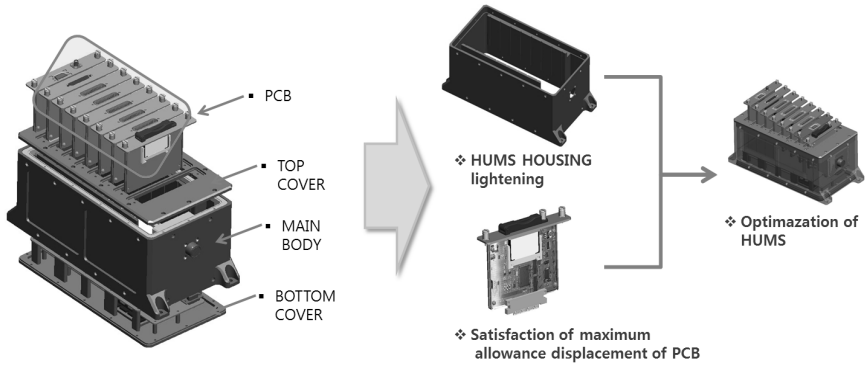 ▪ PCB
▪ TOP
COVER
▪ MAIN
BODY
▪ BOTTOM
COVER
❖ HUMS HOUSING
lightening
❖ Satisfaction of maximum
allowance displacement of PCB
❖ Optimazation of
HUMS